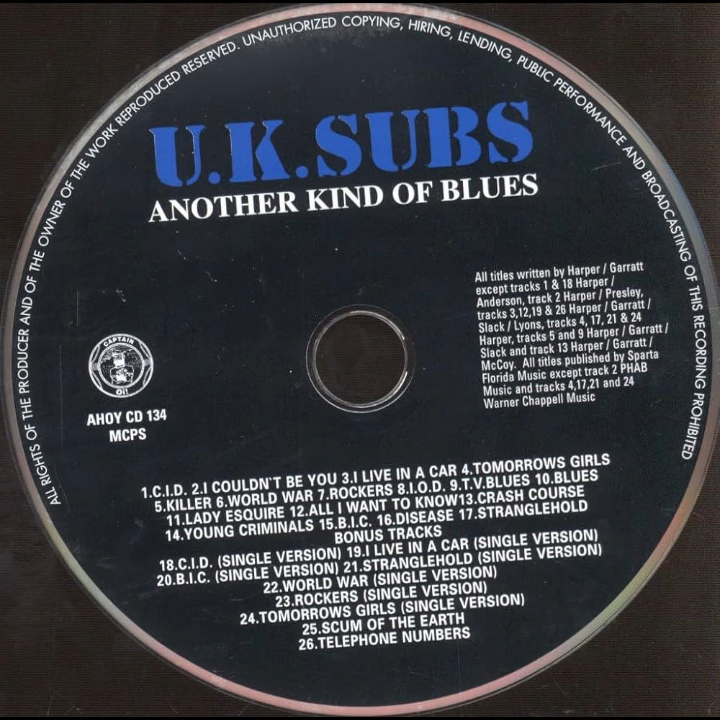 ALL RIGHTS OF THE PRODUCER AND OF THE OWNER OF THE WORK REPRODUCED RESERVED. UNAUTHORIZED COPYING, HIRING, LENDING, PUBLIC PERFORMANCE AND BROADCASTING OF THIS RECORDING PROHIBITED
U.K.SUBS
ANOTHER KIND OF BLUES
All titles written by Harper / Garratt
except tracks 1 & 18 Harper /
Anderson, track 2 Harper / Presley,
tracks 3,12,19 & 26 Harper / Garratt /
Slack / Lyons, tracks 4, 17, 21 & 24
Harper, tracks 5 and 9 Harper / Garratt /
Slack and track 13 Harper / Garratt /
McCoy. All titles published by Sparta
Florida Music except track 2 PHAB
Music and tracks 4,17,21 and 24
Warner Chappell Music
CAPTAIN
Oi!
AHOY CD 134
MCPS
1.C.I.D. 2.I COULDN`T BE YOU 3.I LIVE IN A CAR 4.TOMORROWS GIRLS
5.KILLER 6.WORLD WAR 7.ROCKERS 8.I.O.D. 9.T.V.BLUES 10.BLUES
11.LADY ESQUIRE 12.ALL I WANT TO KNOW13.CRASH COURSE
14.YOUNG CRIMINALS 15.B.I.C. 16.DISEASE 17.STRANGLEHOLD
BONUS TRACKS
18.C.I.D. (SINGLE VERSION) 19.I LIVE IN A CAR (SINGLE VERSION)
20.B.I.C. (SINGLE VERSION) 21.STRANGLEHOLD (SINGLE VERSION)
22.WORLD WAR (SINGLE VERSION)
23.ROCKERS (SINGLE VERSION)
24.TOMORROWS GIRLS (SINGLE VERSION)
25.SCUM OF THE EARTH
26.TELEPHONE NUMBERS